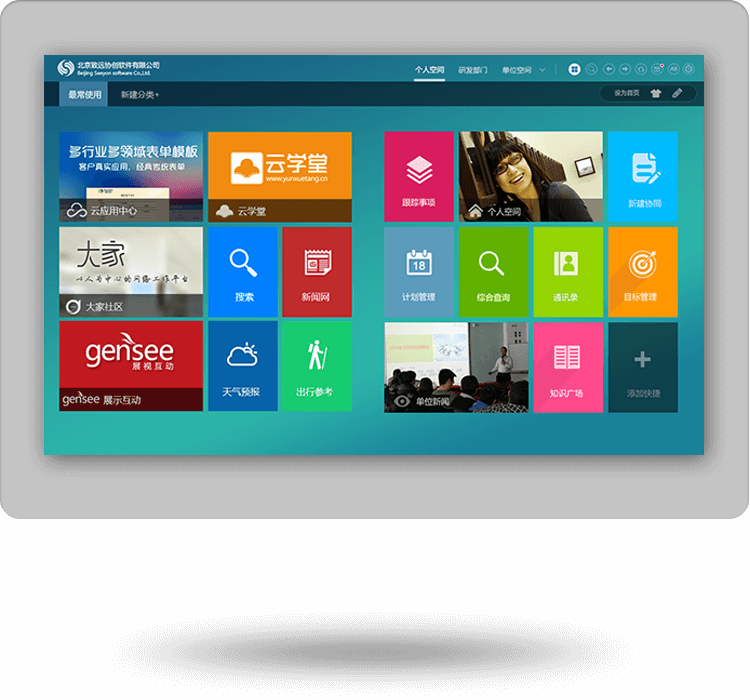 北京致远协创软件有限公司
Beijing Seeyon software Co.,Ltd.
个人空间 研发部门 单位空间
最常使用 新建分类+ 设为首页
多行业多领域表单模板
客户真实应用，经典考级表单
云应用中心
云学堂
www.yunxuetang.cn
云学堂
跟踪事项
个人空间
新建协同
大家
以人为中心的网络工作平台
大家社区
搜索
新闻网
18
计划管理
综合查询
通讯录
目标管理
gensee
展视互动
gensee 展示互动
天气预报
出行参考
单位新闻
知识广场
添加快捷